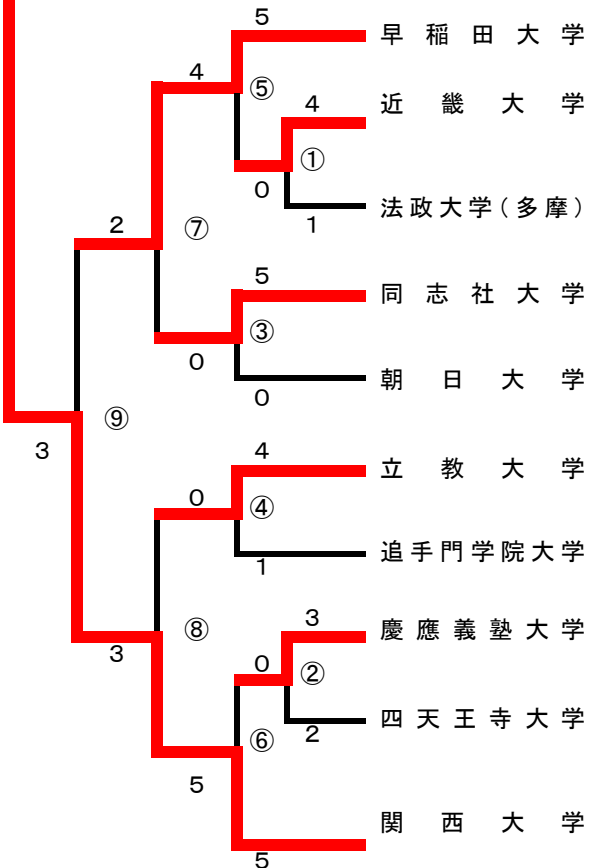 5
早稲田大学
4
⑤
4
近畿大学
①
0
1
法政大学(多摩)
2
⑦
5
同志社大学
③
0
0
朝日大学
⑨
3
4
立教大学
0
④
1
追手門学院大学
⑧
3
3
慶應義塾大学
0
②
2
四天王寺大学
⑥
5
関西大学
5